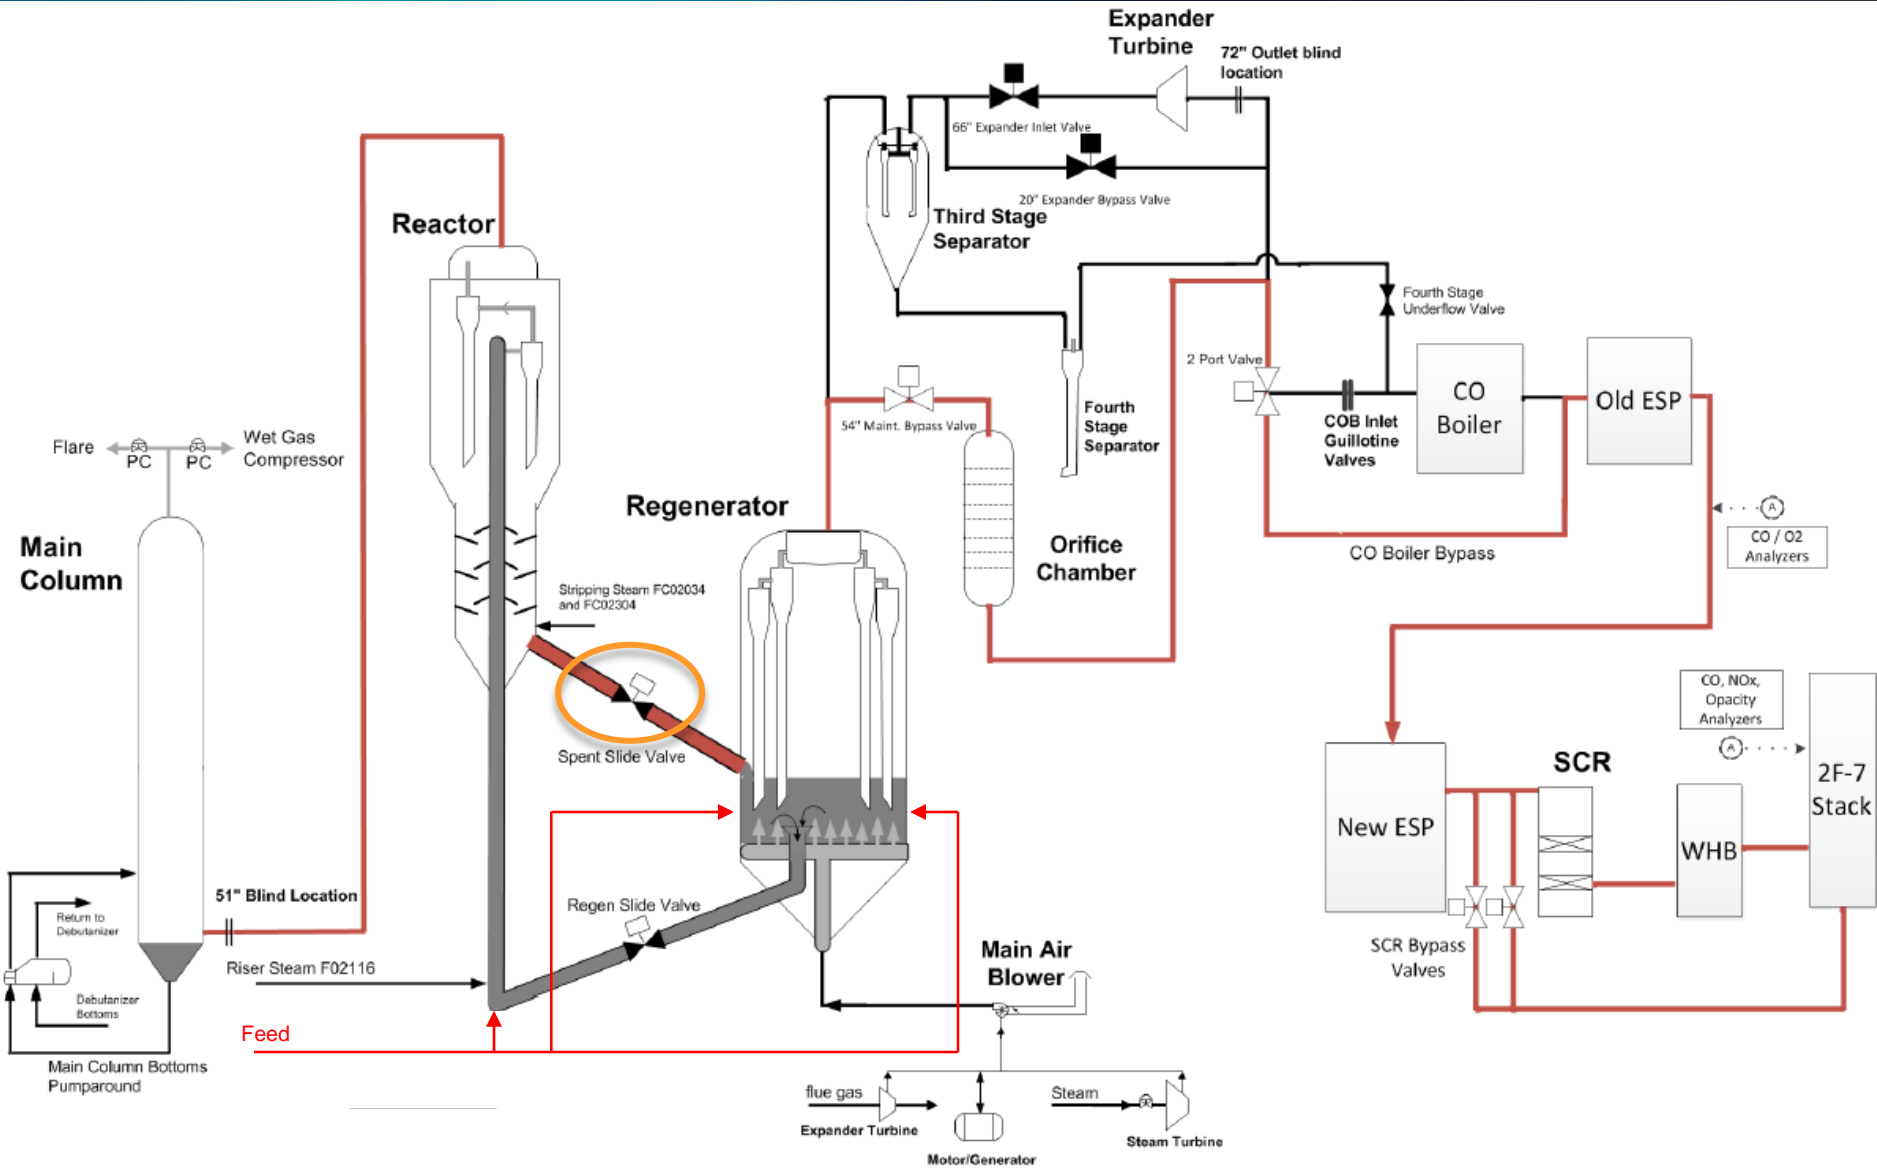 Expander
Turbine
72" Outlet blind
location
66" Expander Inlet Valve
20" Expander Bypass Valve
Third Stage
Separator
Reactor
Fourth Stage
Underflow Valve
2 Port Valve
CO
Boiler
Old ESP
COB Inlet
Guillotine
Valves
Fourth
Stage
Separator
54" Maint. Bypass Valve
Flare
PC
PC
Wet Gas
Compressor
Regenerator
Main
Column
Orifice
Chamber
CO Boiler Bypass
A
CO / O2
Analyzers
Stripping Steam FC02034
and FC02304
Spent Slide Valve
CO, NOx,
Opacity
Analyzers
A
SCR
2F-7
Stack
New ESP
WHB
51" Blind Location
Return to
Debutanizer
Regen Slide Valve
SCR Bypass
Valves
Main Air
Blower
Riser Steam F02116
Debutanizer
Bottoms
Feed
Main Column Bottoms
Pumparound
flue gas
Steam
Expander Turbine
Motor/Generator
Steam Turbine